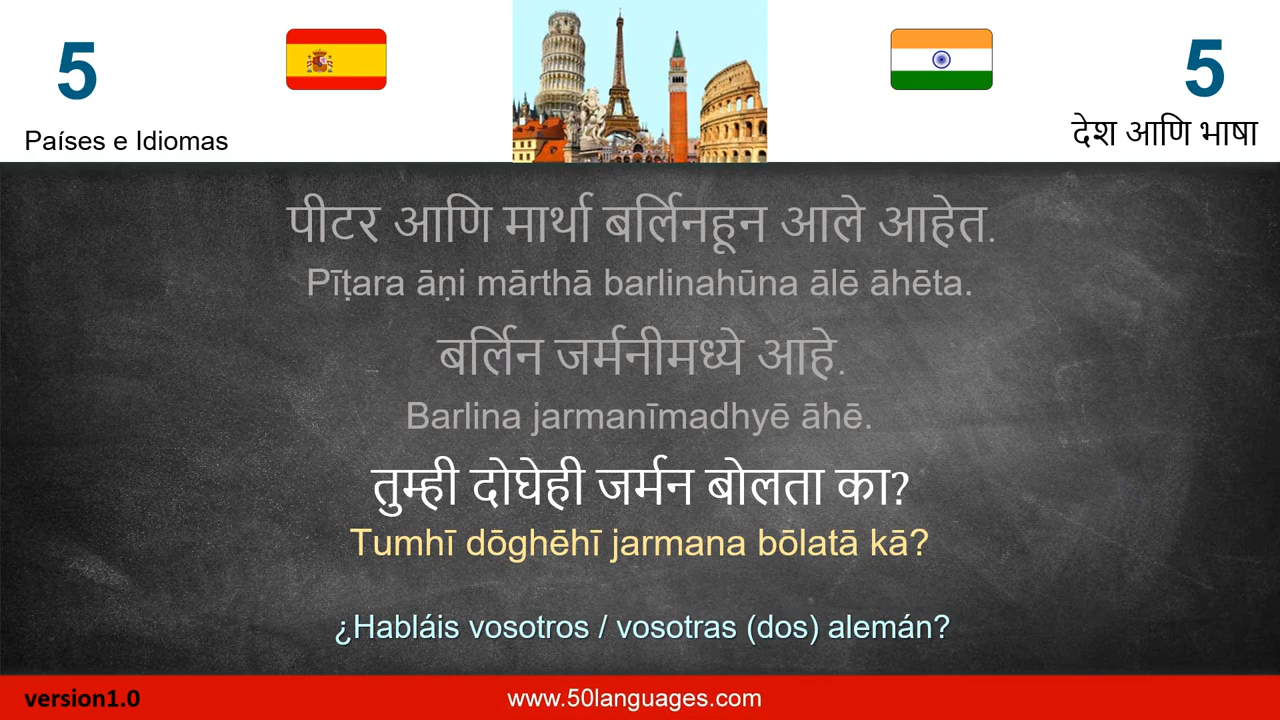 5
5
Países e Idiomas
देश आणि भाषा
पीटर आणि मार्था बर्लिनहून आले आहेत.
Pīṭara āṇi mārthā barlinahūna ālē āhēta.
बर्लिन जर्मनीमध्ये आहे.
Barlina jarmanīmadhyē āhē.
तुम्ही दोघेही जर्मन बोलता का?
Tumhī dōghēhī jarmana bōlatā kā?
¿Habláis vosotros / vosotras (dos) alemán?
version1.0
www.50languages.com